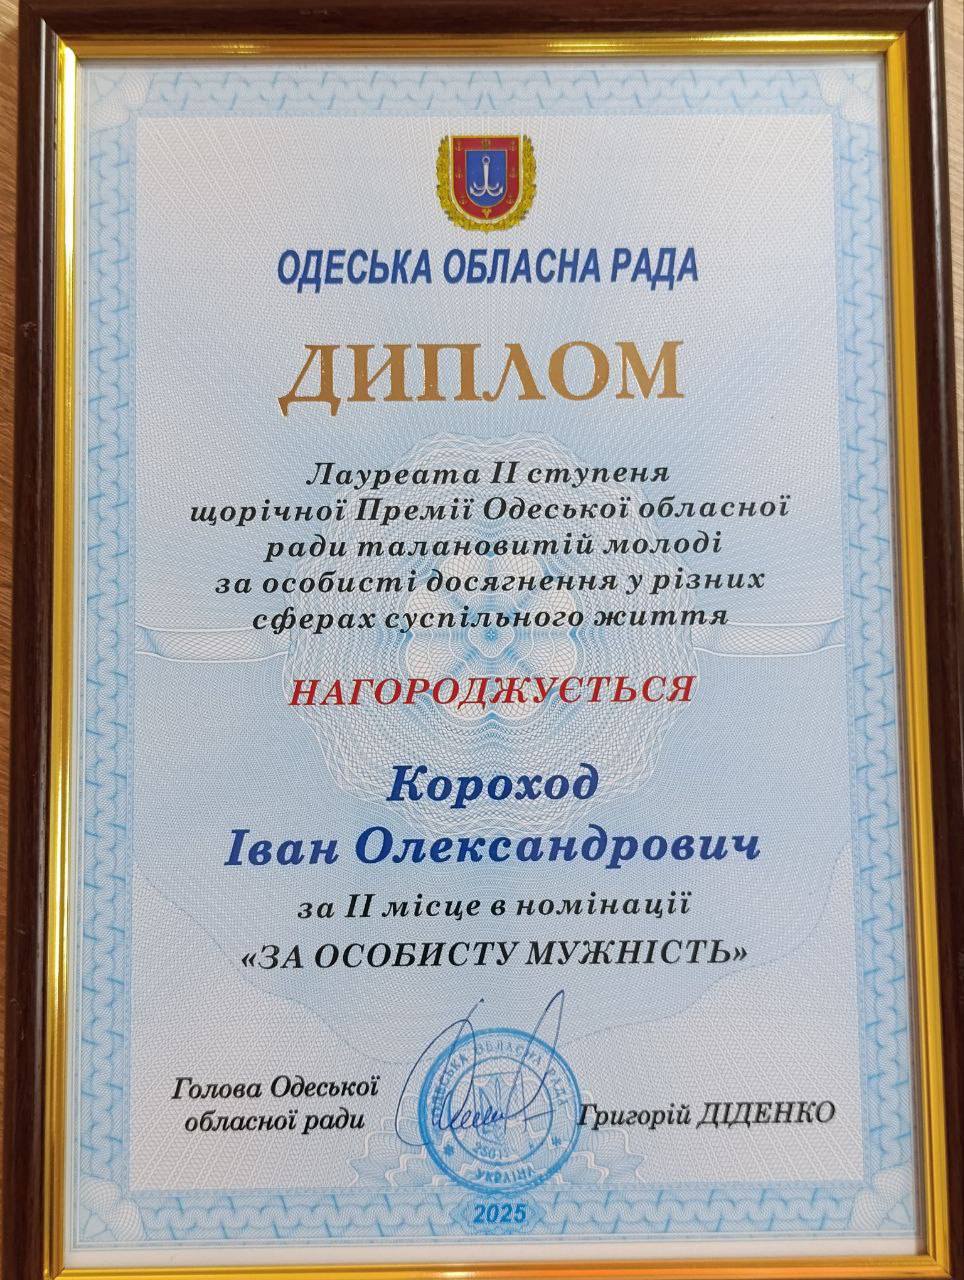 ОДЕСЬКА ОБЛАСНА РАДА
ДИПЛОМ
Лауреата ІІ ступеня
щорічної Премії Одеської обласної
ради талановитій молоді
за особисті досягнення у різних
сферах суспільного життя
НАГОРОДЖУЄТЬСЯ
Короход
Іван Олександрович
за ІІ місце в номінації
«ЗА ОСОБИСТУ МУЖНІСТЬ»
Голова Одеської
обласної ради
Григорій ДІДЕНКО
ОДЕСЬКА ОБЛАСНА РАДА
УКРАЇНА
2025